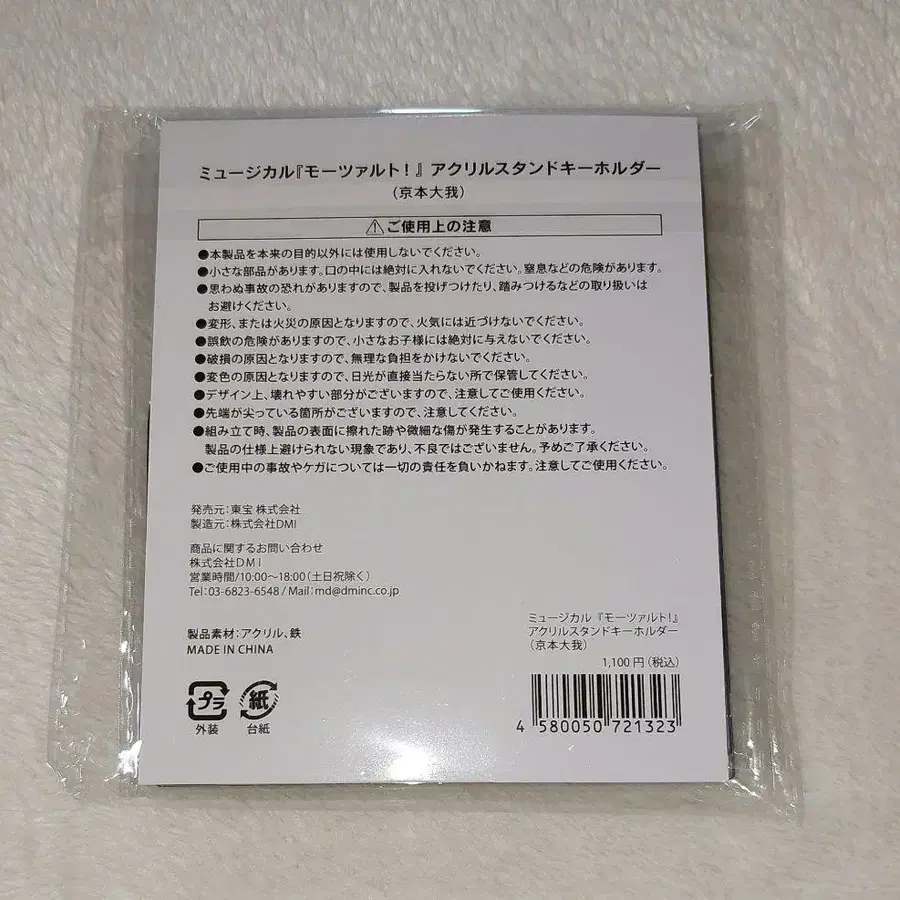 ミュージカル『モーツァルト！』 アクリルスタンドキーホルダー
（京本大我）
⚠ご使用上の注意
●本製品を本来の目的以外には使用しないでください。
●小さな部品があります。口の中には絶対に入れないでください。窒息などの危険があります。
●思わぬ事故の恐れがありますので、製品を投げつけたり、踏みつけるなどの取り扱いは
お避けください。
●変形、または火災の原因となりますので、火気には近づけないでください。
●誤飲の危険がありますので、小さなお子様には絶対に与えないでください。
●破損の原因となりますので、無理な負担をかけないでください。
●変色の原因となりますので、日光が直接当たらない所で保管してください。
●デザイン上、壊れやすい部分がございますので、注意してご使用ください。
●先端が尖っている箇所がございますので、注意してください。
●組み立て時、製品の表面に擦れた跡や微細な傷が発生することがあります。
製品の仕様上避けられない現象であり、不良ではございません。予めご了承ください。
●ご使用中の事故やケガについては一切の責任を負いかねます。注意してご使用ください。
発売元：東宝 株式会社
製造元：株式会社DMI
商品に関するお問い合わせ
株式会社DMI
営業時間/10:00～18:00（土日祝除く）
Tel：03-6823-6548 / Mail：md@dminc.co.jp
製品素材：アクリル、鉄
MADE IN CHINA
プラ
外装
紙
台紙
ミュージカル 『モーツァルト！』
アクリルスタンドキーホルダー
（京本大我）
1,100円（税込）
4 580050 721323